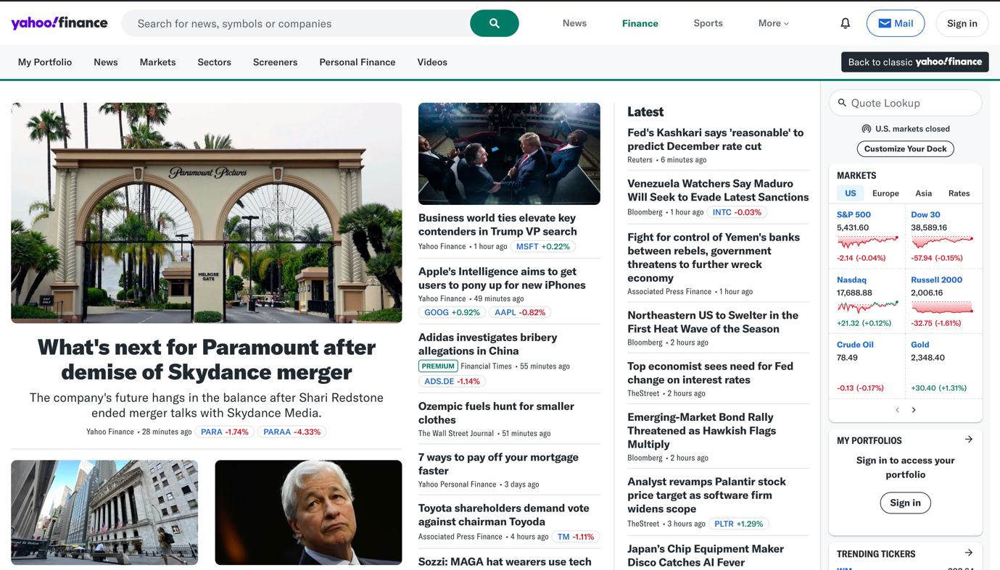 yahoo!finance
Search for news, symbols or companies
News
Finance
Sports
More
Mail
Sign in
My Portfolio
News
Markets
Sectors
Screeners
Personal Finance
Videos
Back to classic yahoo!finance
Paramount Pictures
MELROSE
GATE
EXIT
ONLY
What's next for Paramount after
demise of Skydance merger
The company's future hangs in the balance after Shari Redstone
ended merger talks with Skydance Media.
Yahoo Finance • 28 minutes ago PARA -1.74% PARAA -4.33%
Broad St Station
Business world ties elevate key
contenders in Trump VP search
Yahoo Finance • 1 hour ago MSFT +0.22%
Apple's Intelligence aims to get
users to pony up for new iPhones
Yahoo Finance • 49 minutes ago
GOOG +0.92% AAPL -0.82%
Adidas investigates bribery
allegations in China
PREMIUM Financial Times • 55 minutes ago
ADS.DE -1.14%
Ozempic fuels hunt for smaller
clothes
The Wall Street Journal • 51 minutes ago
7 ways to pay off your mortgage
faster
Yahoo Personal Finance • 3 days ago
Toyota shareholders demand vote
against chairman Toyoda
Associated Press Finance • 4 hours ago TM -1.11%
Sozzi: MAGA hat wearers use tech
Latest
Fed's Kashkari says 'reasonable' to
predict December rate cut
Reuters • 6 minutes ago
Venezuela Watchers Say Maduro
Will Seek to Evade Latest Sanctions
Bloomberg • 1 hour ago INTC -0.03%
Fight for control of Yemen's banks
between rebels, government
threatens to further wreck
economy
Associated Press Finance • 1 hour ago
Northeastern US to Swelter in the
First Heat Wave of the Season
Bloomberg • 2 hours ago
Top economist sees need for Fed
change on interest rates
TheStreet • 2 hours ago
Emerging-Market Bond Rally
Threatened as Hawkish Flags
Multiply
Bloomberg • 2 hours ago
Analyst revamps Palantir stock
price target as software firm
widens scope
TheStreet • 3 hours ago PLTR +1.29%
Japan's Chip Equipment Maker
Disco Catches AI Fever
Quote Lookup
U.S. markets closed
Customize Your Dock
MARKETS
US Europe Asia Rates
S&P 500
5,431.60
-2.14 (-0.04%)
Dow 30
38,589.16
-57.94 (-0.15%)
Nasdaq
17,688.88
+21.32 (+0.12%)
Russell 2000
2,006.16
-32.75 (-1.61%)
Crude Oil
78.49
-0.13 (-0.17%)
Gold
2,348.40
+30.40 (+1.31%)
MY PORTFOLIOS
Sign in to access your
portfolio
Sign in
TRENDING TICKERS